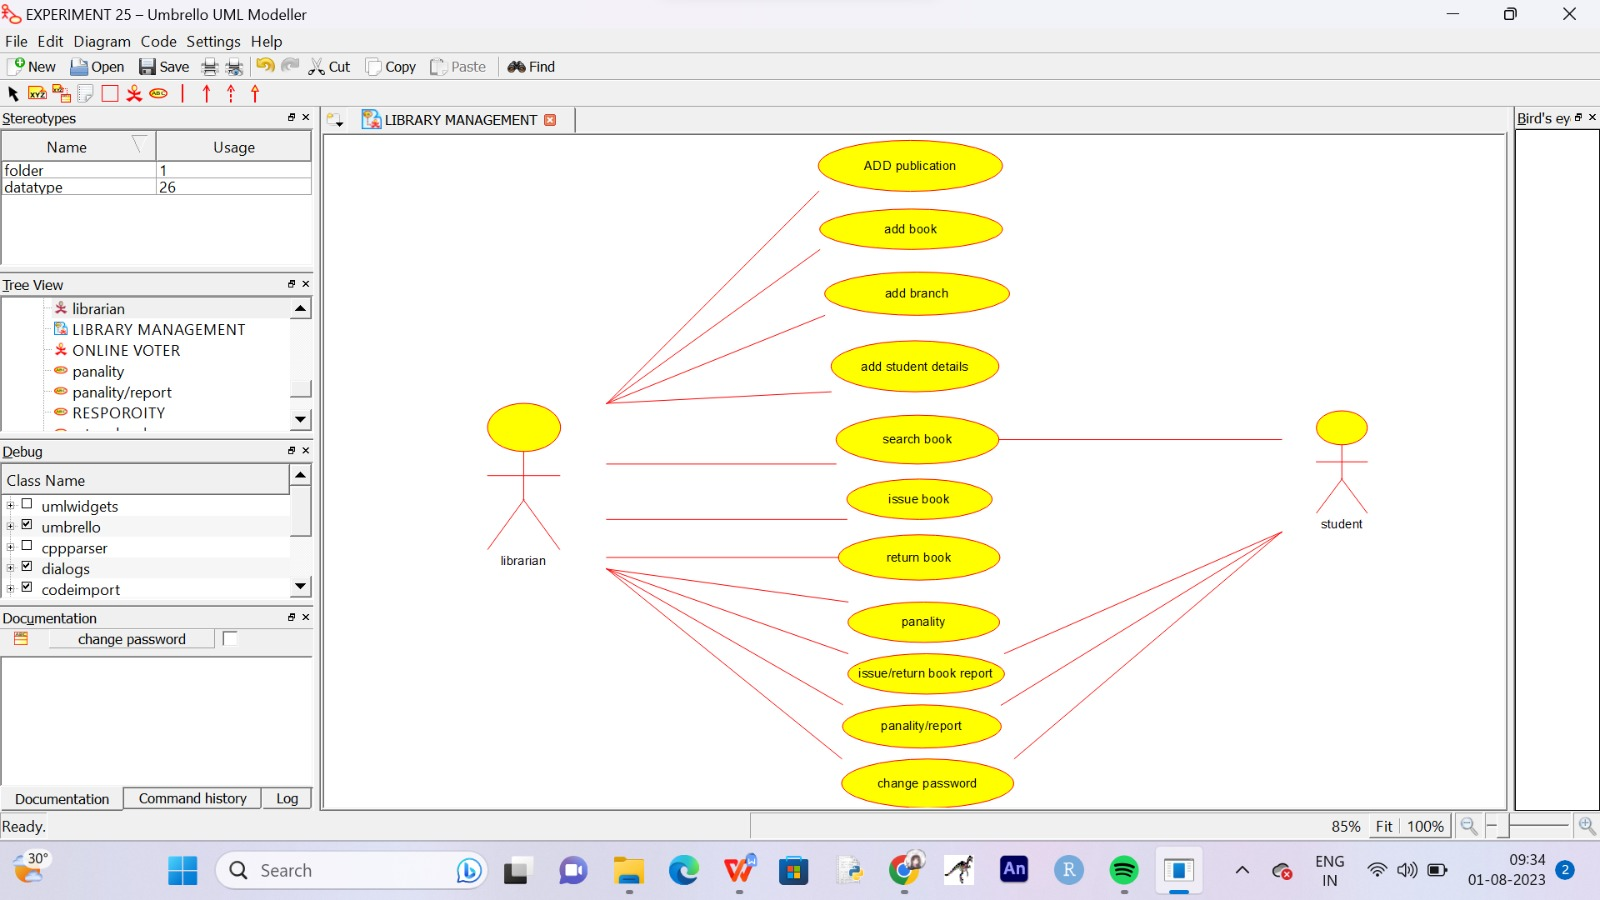 EXPERIMENT 25 – Umbrello UML Modeller
File Edit Diagram Code Settings Help
New Open Save Cut Copy Paste Find
Stereotypes
Name Usage
folder 1
datatype 26
Tree View
librarian
LIBRARY MANAGEMENT
ONLINE VOTER
panality
panality/report
RESPOROITY
Debug
Class Name
umlwidgets
umbrello
cppparser
dialogs
codeimport
Documentation
change password
Documentation Command history Log
Ready.
LIBRARY MANAGEMENT
ADD publication
add book
add branch
add student details
search book
issue book
return book
panality
issue/return book report
panality/report
change password
librarian
student
Bird's ey
85% Fit 100%
30°
Search
An
R
ENG
IN
09:34
01-08-2023
2